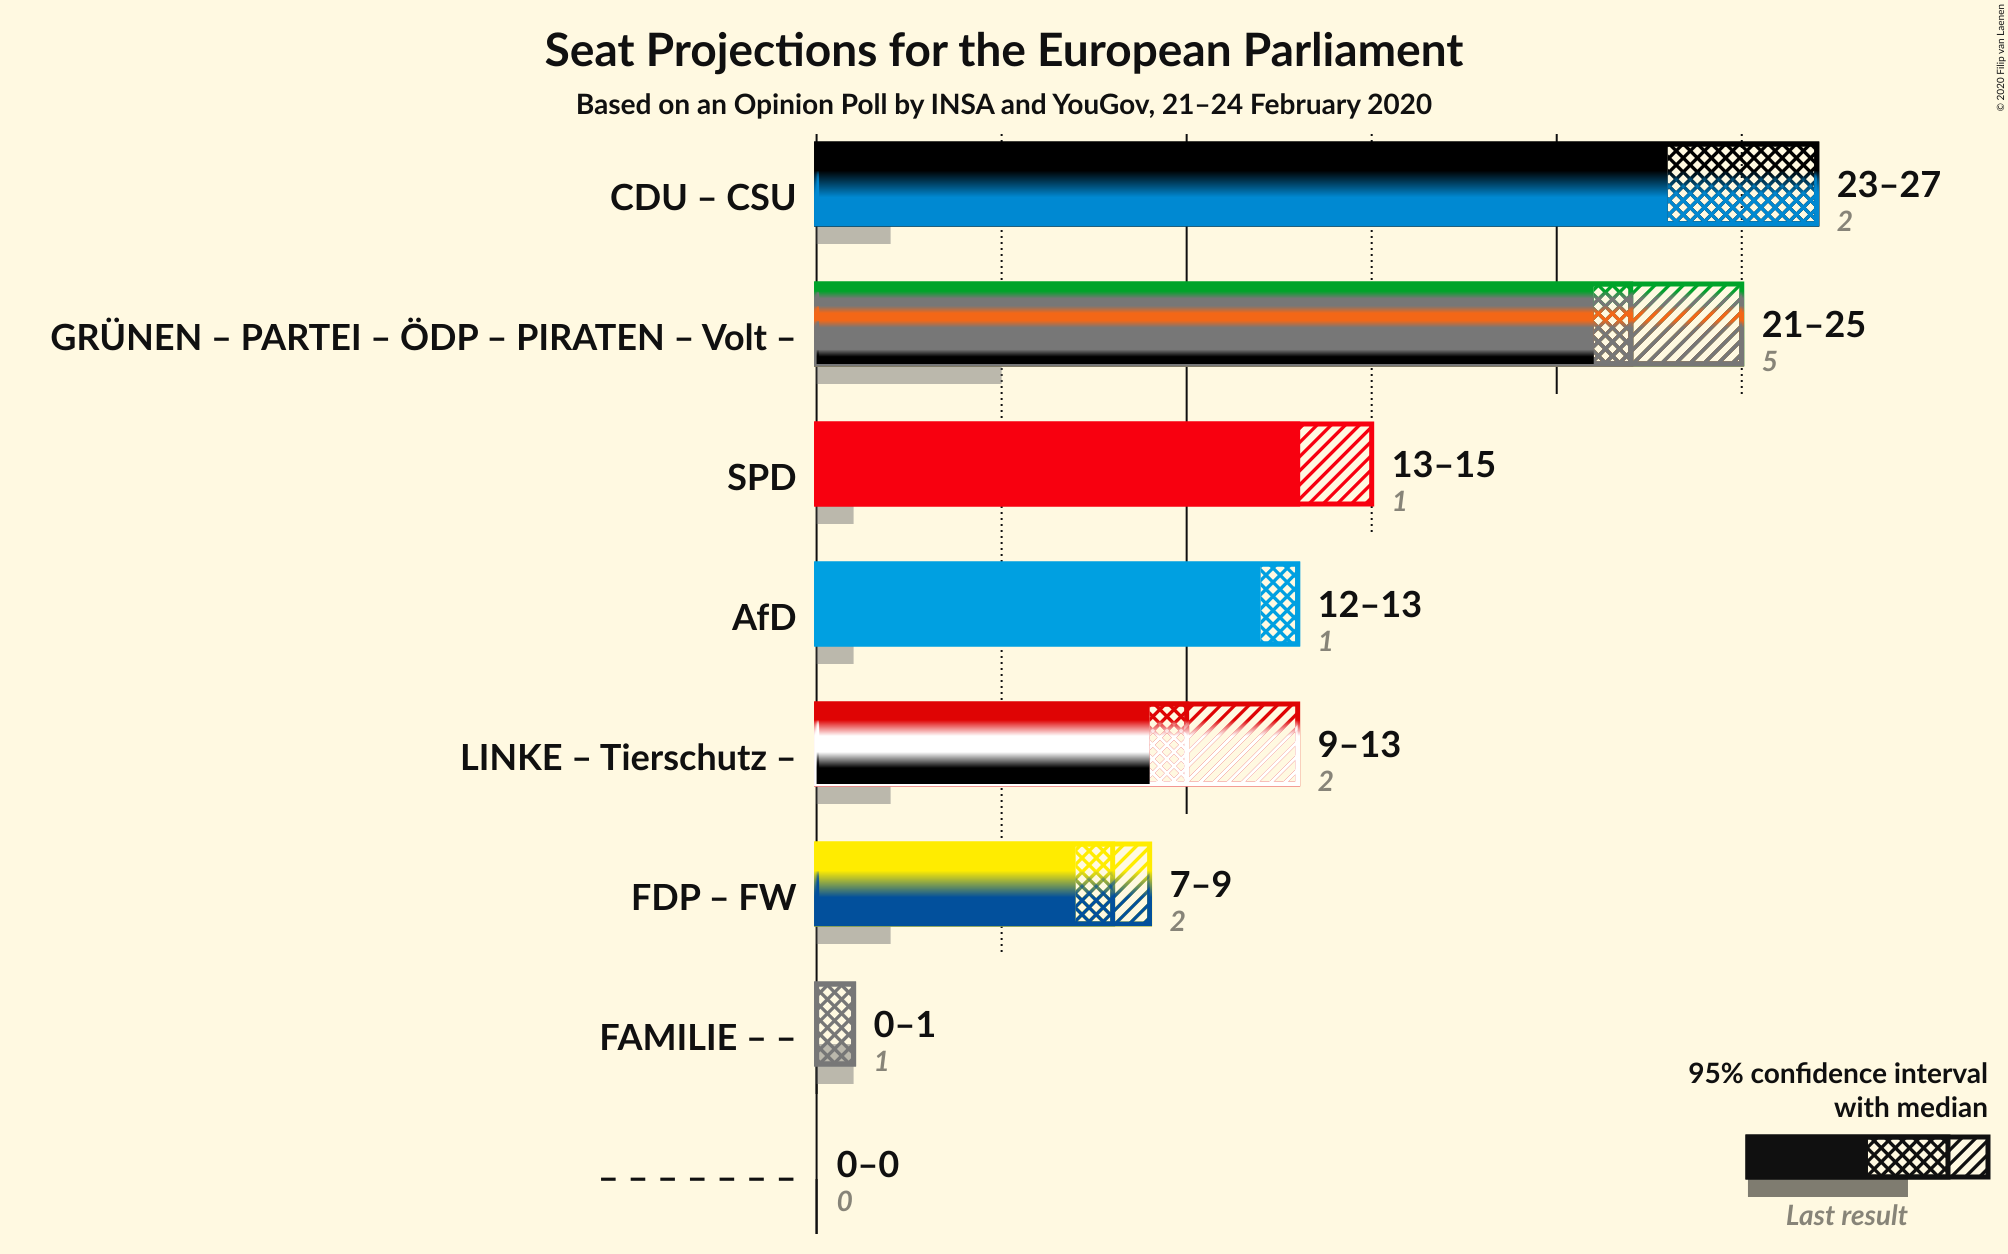 Seat Projections for the European Parliament
Based on an Opinion Poll by INSA and YouGov, 21–24 February 2020
© 2020 Filip van Laenen
CDU – CSU
23–27
2
GRÜNEN – PARTEI – ÖDP – PIRATEN – Volt –
21–25
5
SPD
13–15
1
AfD
12–13
1
LINKE – Tierschutz –
9–13
2
FDP – FW
7–9
2
FAMILIE – –
0–1
1
– – – – – – –
0–0
0
95% confidence interval
with median
Last result